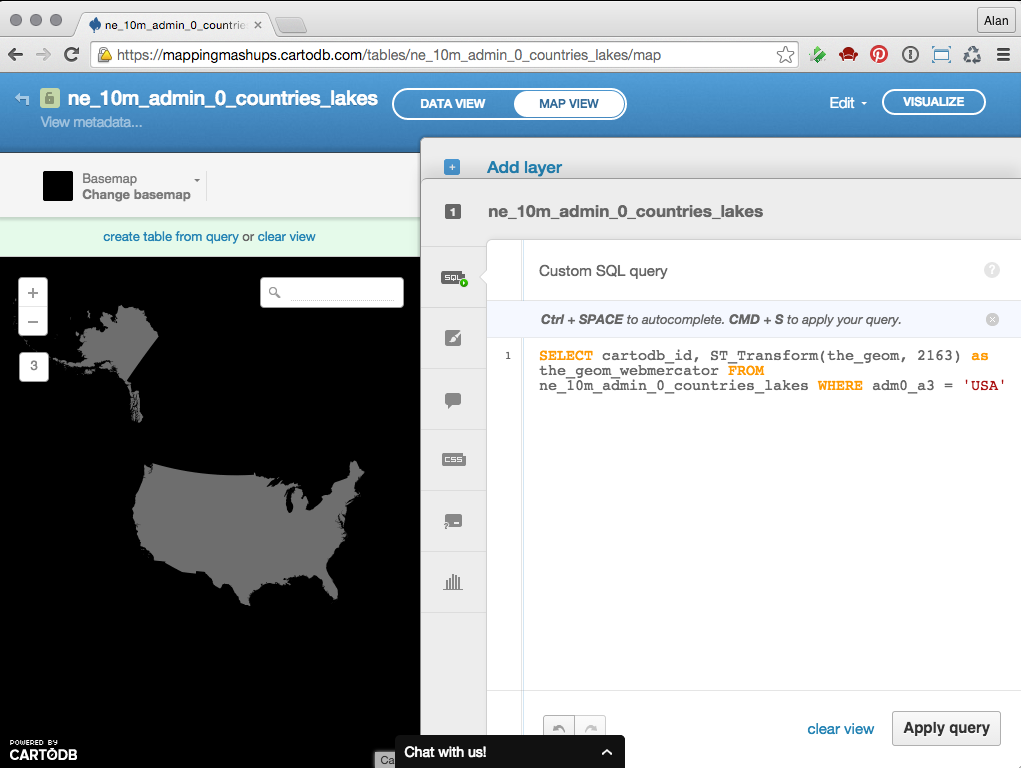 ne_10m_admin_0_countries
Alan
https://mappingmashups.cartodb.com/tables/ne_10m_admin_0_countries_lakes/map
ne_10m_admin_0_countries_lakes
DATA VIEW
MAP VIEW
Edit
VISUALIZE
View metadata...
Add layer
Basemap
Change basemap
1
ne_10m_admin_0_countries_lakes
create table from query or clear view
SQL
Custom SQL query
?
+
−
3
Ctrl + SPACE to autocomplete. CMD + S to apply your query.
1
SELECT cartodb_id, ST_Transform(the_geom, 2163) as
the_geom_webmercator FROM
ne_10m_admin_0_countries_lakes WHERE adm0_a3 = 'USA'
CSS
clear view
Apply query
POWERED BY
CARTODB
Ca
Chat with us!